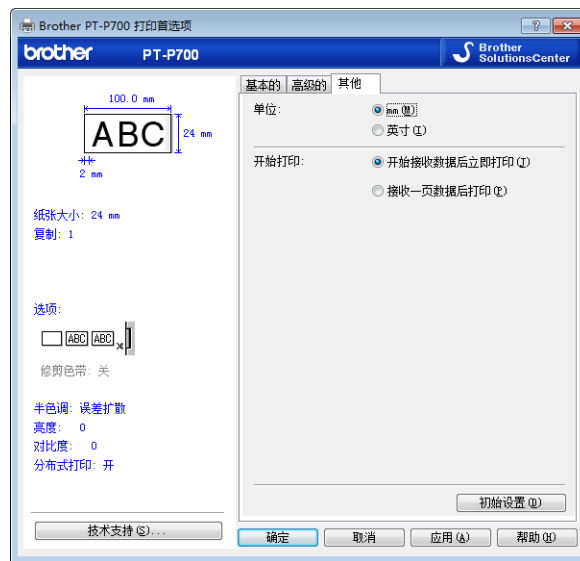 Brother PT-P700 打印首选项
brother PT-P700 Brother SolutionsCenter
100.0 mm
ABC
24 mm
2 mm
纸张大小: 24 mm
复制: 1
选项:
ABC ABC
修剪色带: 关
半色调: 误差扩散
亮度: 0
对比度: 0
分布式打印: 开
技术支持(S)...
基本的 高级的 其他
单位: mm(M)
英寸(I)
开始打印: 开始接收数据后立即打印(J)
接收一页数据后打印(P)
初始设置(D)
确定 取消 应用(A) 帮助(H)